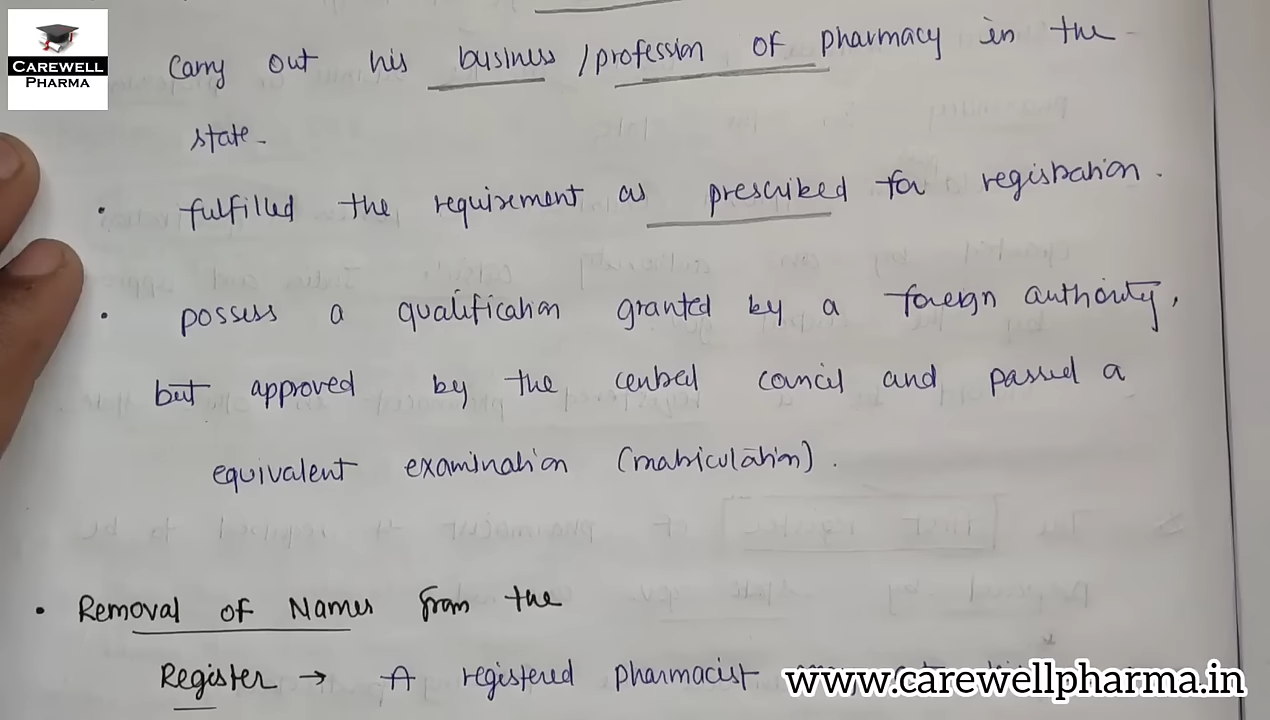 CAREWELL
PHARMA
Carry out his business / profession of pharmacy in the
state.
• fulfilled the requirement as prescribed for registration.
• possess a qualification granted by a foreign authority,
but approved by the central council and passed a
equivalent examination (matriculation).
• Removal of Names from the
Register → A registered pharmacist
www.carewellpharma.in